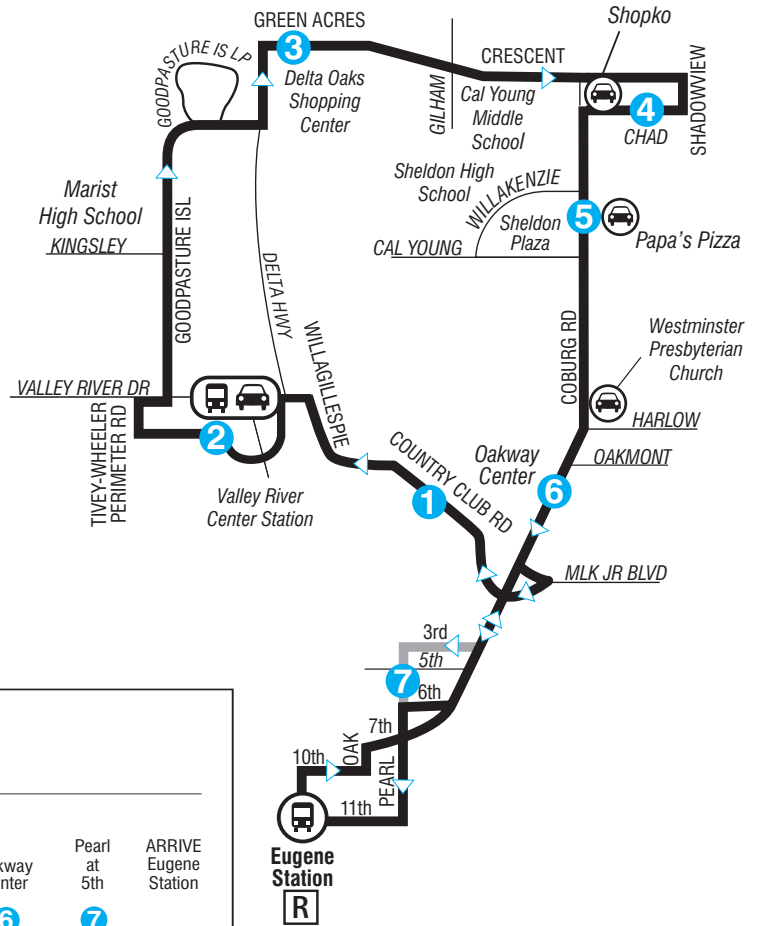 Shopko
GREEN ACRES
3
CRESCENT
GOODPASTURE IS LP
Delta Oaks
Shopping
Center
GILHAM
Cal Young
Middle
School
4
CHAD
SHADOWVIEW
Marist
High School
KINGSLEY
GOODPASTURE ISL
Sheldon High
School
WILLAKENZIE
Sheldon
Plaza
5
Papa's Pizza
CAL YOUNG
DELTA HWY
COBURG RD
Westminster
Presbyterian
Church
VALLEY RIVER DR
WILLAGILLESPIE
TIVEY-WHEELER
PERIMETER RD
2
Valley River
Center Station
COUNTRY CLUB RD
1
Oakway
Center
6
HARLOW
OAKMONT
MLK JR BLVD
3rd
5th
7
6th
7th
OAK
PEARL
10th
11th
Eugene
Station
R
Pearl
at
5th
7
ARRIVE
Eugene
Station
6